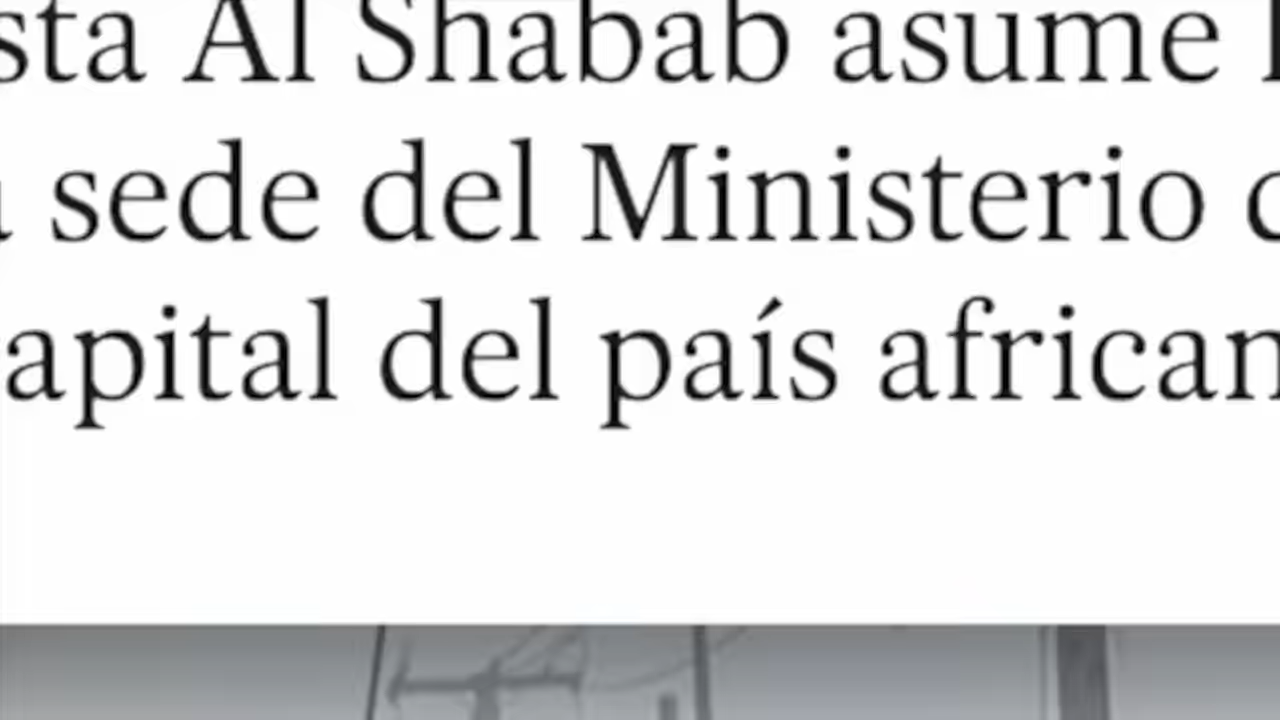 sta Al Shabab asume
sede del Ministerio
apital del país african